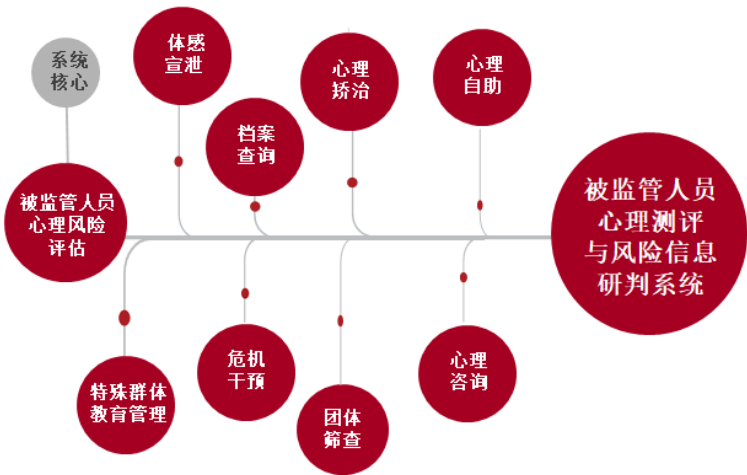 系统
核心
体感
宣泄
档案
查询
心理
矫治
心理
自助
被监管人员
心理风险
评估
被监管人员
心理测评
与风险信息
研判系统
特殊群体
教育管理
危机
干预
团体
筛查
心理
咨询